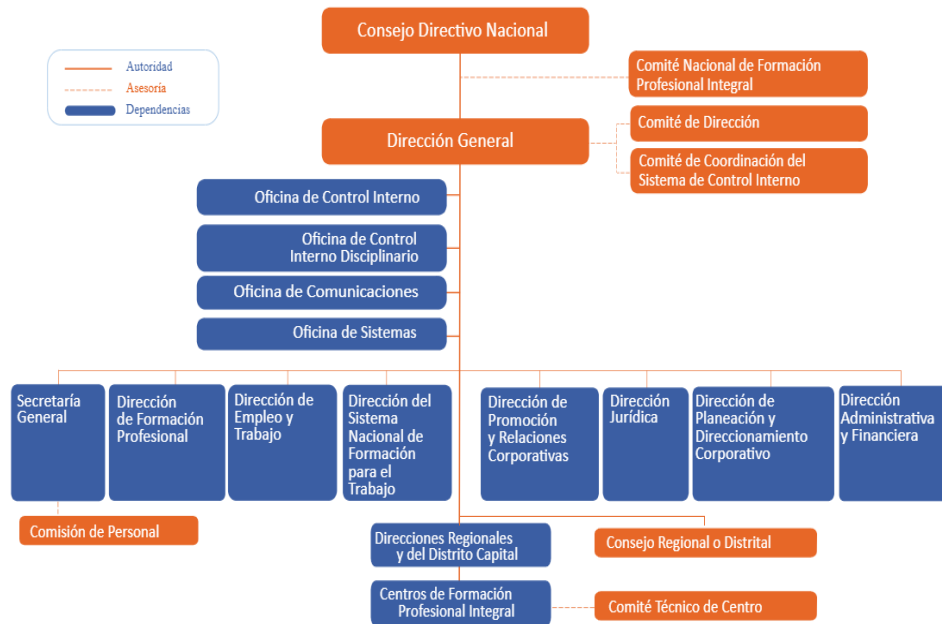 Consejo Directivo Nacional
Autoridad
Asesoría
Dependencias
Comité Nacional de Formación
Profesional Integral
Dirección General
Comité de Dirección
Comité de Coordinación del
Sistema de Control Interno
Oficina de Control Interno
Oficina de Control
Interno Disciplinario
Oficina de Comunicaciones
Oficina de Sistemas
Secretaría
General
Dirección
de Formación
Profesional
Dirección de
Empleo y
Trabajo
Dirección del
Sistema
Nacional de
Formación
para el
Trabajo
Dirección de
Promoción
y Relaciones
Corporativas
Dirección
Jurídica
Dirección de
Planeación y
Direccionamiento
Corporativo
Dirección
Administrativa
y Financiera
Comisión de Personal
Direcciones Regionales
y del Distrito Capital
Consejo Regional o Distrital
Centros de Formación
Profesional Integral
Comité Técnico de Centro